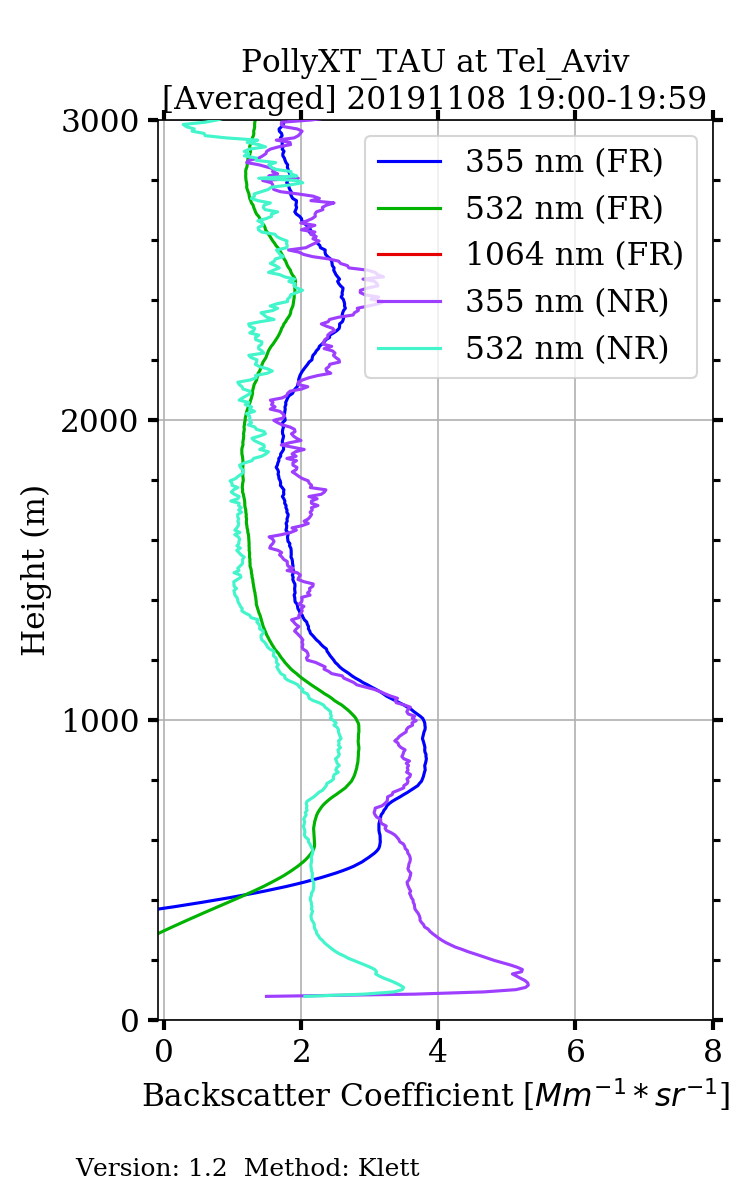 PollyXT_TAU at Tel_Aviv
[Averaged] 20191108 19:00-19:59
3000
2000
1000
0
Height (m)
355 nm (FR)
532 nm (FR)
1064 nm (FR)
355 nm (NR)
532 nm (NR)
0 2 4 6 8
Backscatter Coefficient [Mm⁻¹ * sr⁻¹]
Version: 1.2 Method: Klett